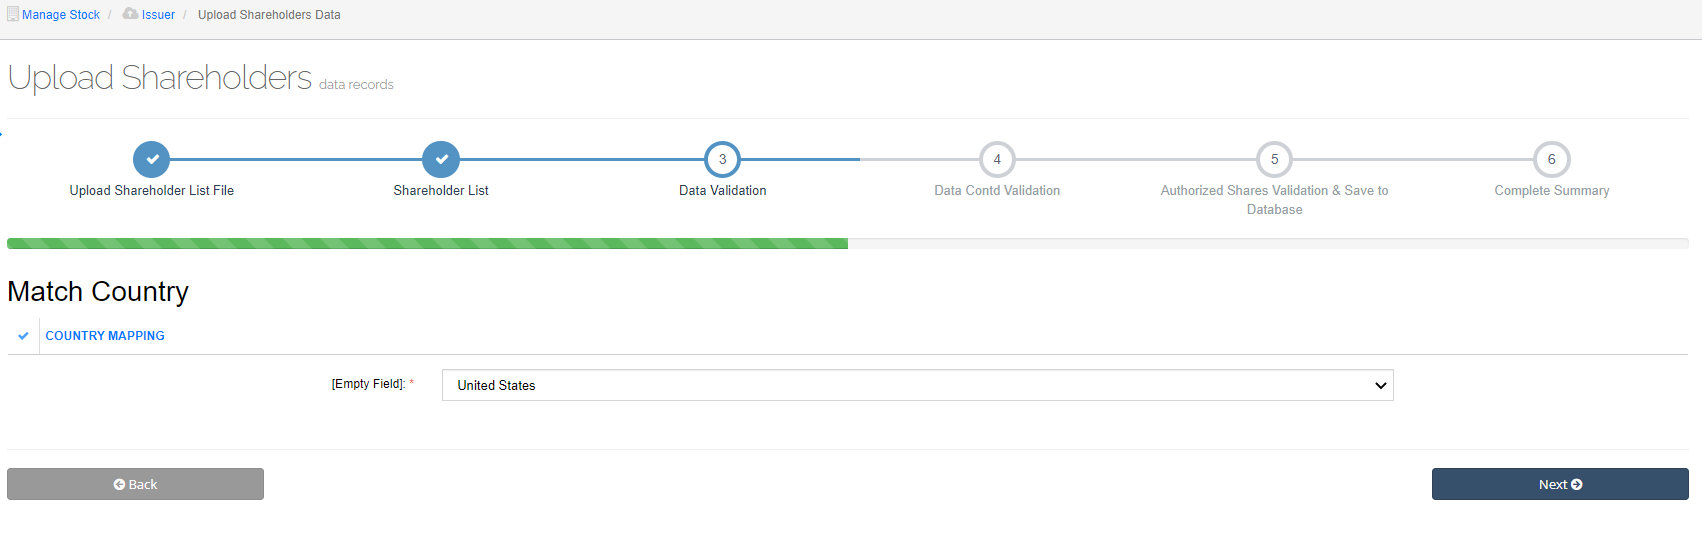 Manage Stock / Issuer / Upload Shareholders Data
Upload Shareholders data records
3 4 5 6
Upload Shareholder List File Shareholder List Data Validation Data Contd Validation Authorized Shares Validation & Save to Complete Summary
Database
Match Country
COUNTRY MAPPING
[Empty Field]: * United States
Back Next